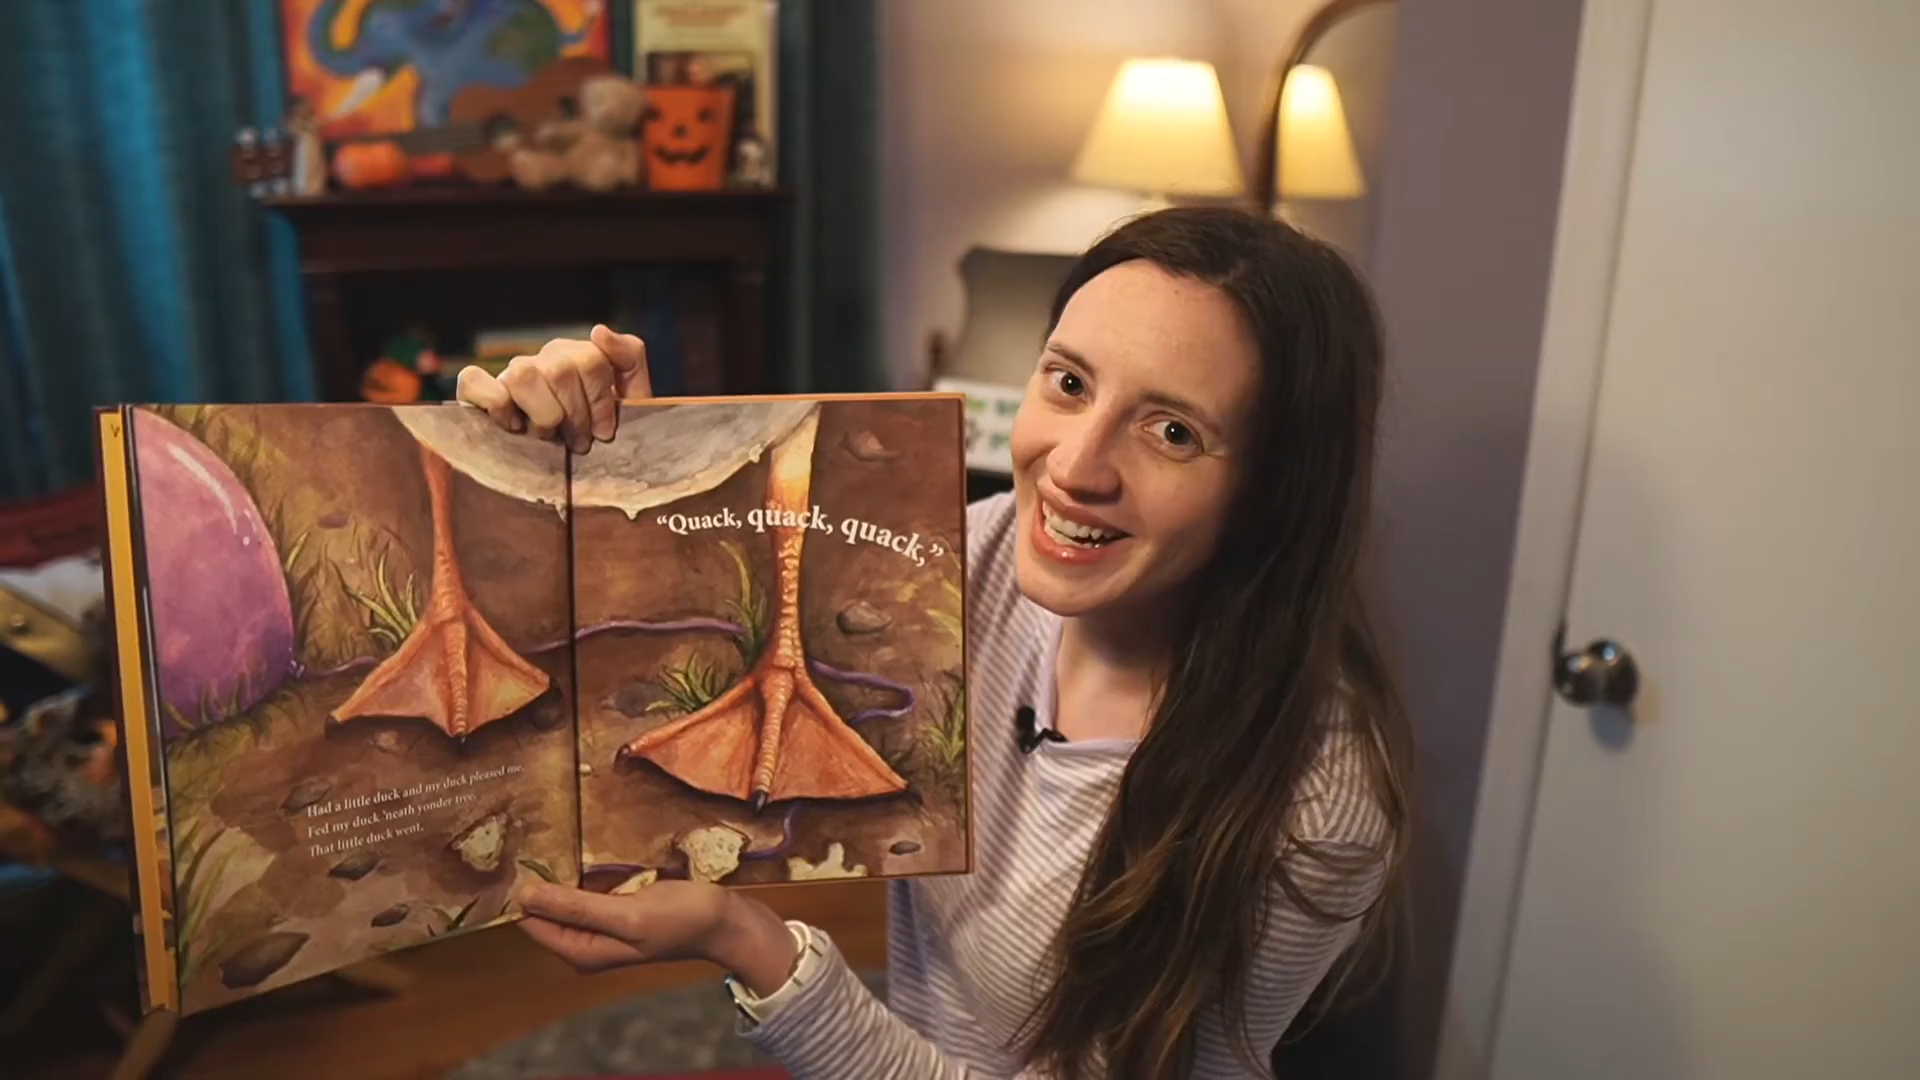 Had a little duck and my duck pleased me.
Fed my duck 'neath yonder tree.
That little duck went,
“Quack, quack, quack,”